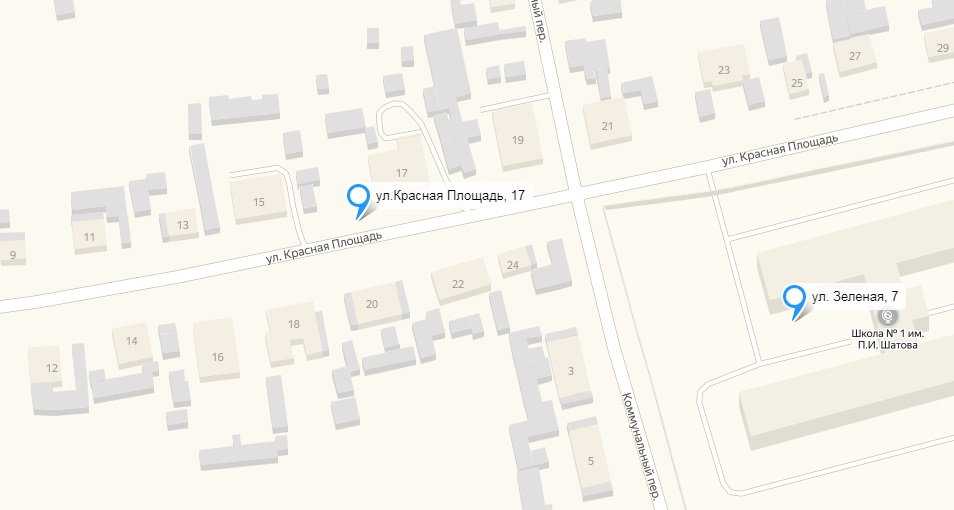 ный пер.
29
27
23
25
21
19
ул. Красная Площадь
17
ул.Красная Площадь, 17
15
13
11
9
ул. Красная Площадь
24
22
20
18
16
14
12
3
5
Коммунальный пер.
ул. Зеленая, 7
Школа № 1 им.
П.И. Шатова